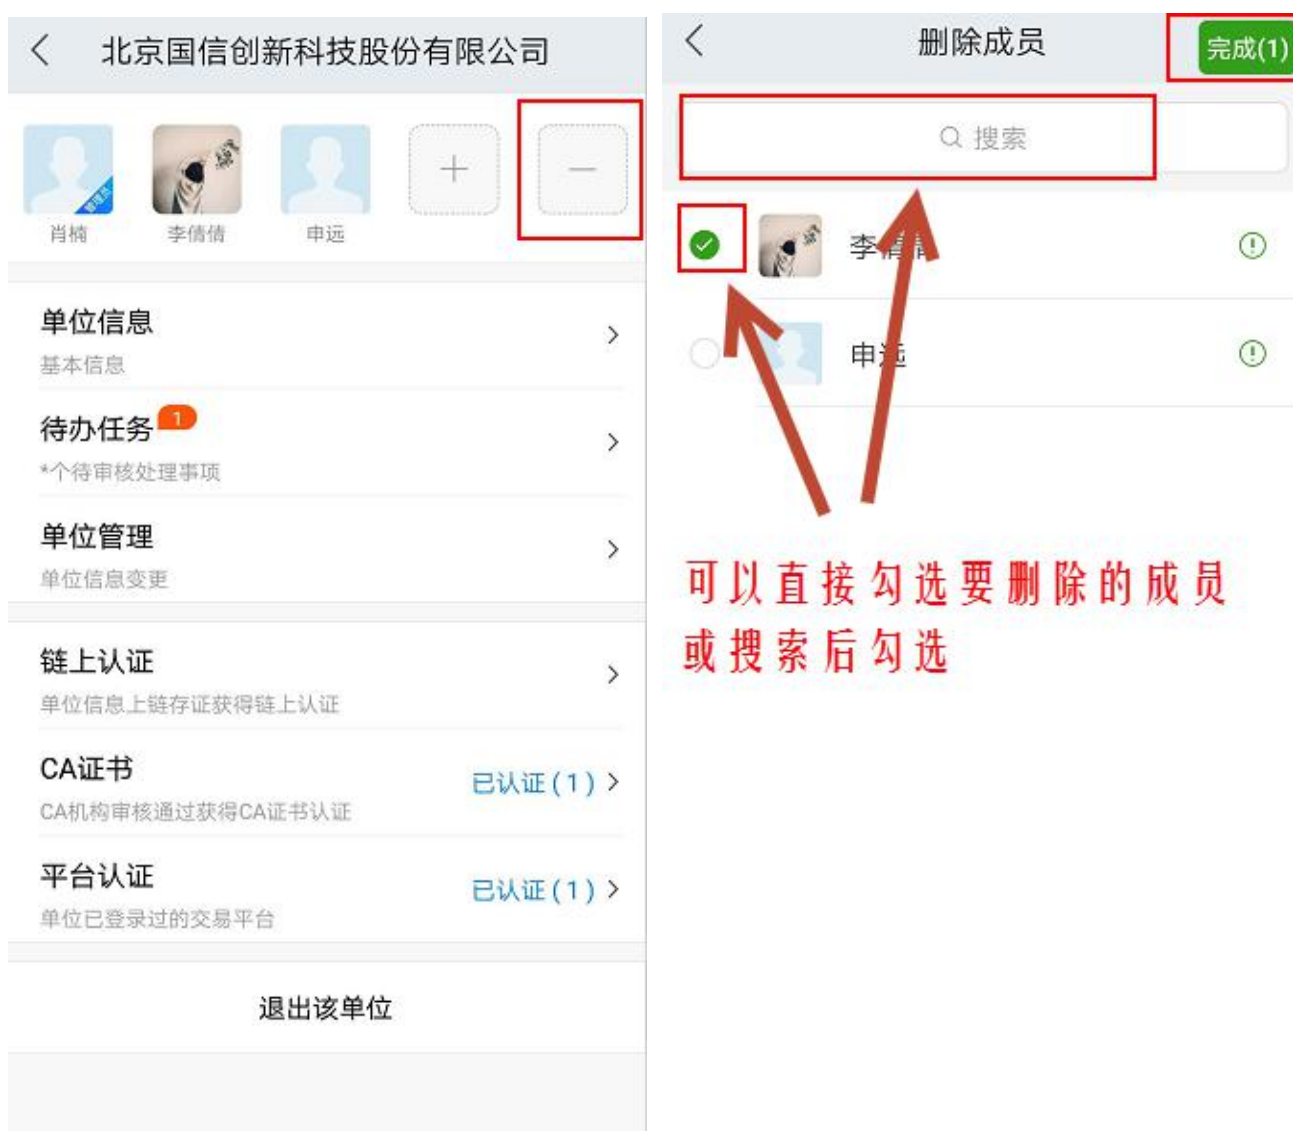 北京国信创新科技股份有限公司
管理员
肖楠
李倩倩
申远
单位信息
基本信息
待办任务 1
*个待审核处理事项
单位管理
单位信息变更
链上认证
单位信息上链存证获得链上认证
CA证书
已认证(1)
CA机构审核通过获得CA证书认证
平台认证
已认证(1)
单位已登录过的交易平台
退出该单位
删除成员
完成(1)
搜索
李倩倩
申远
可以直接勾选要删除的成员
或搜索后勾选